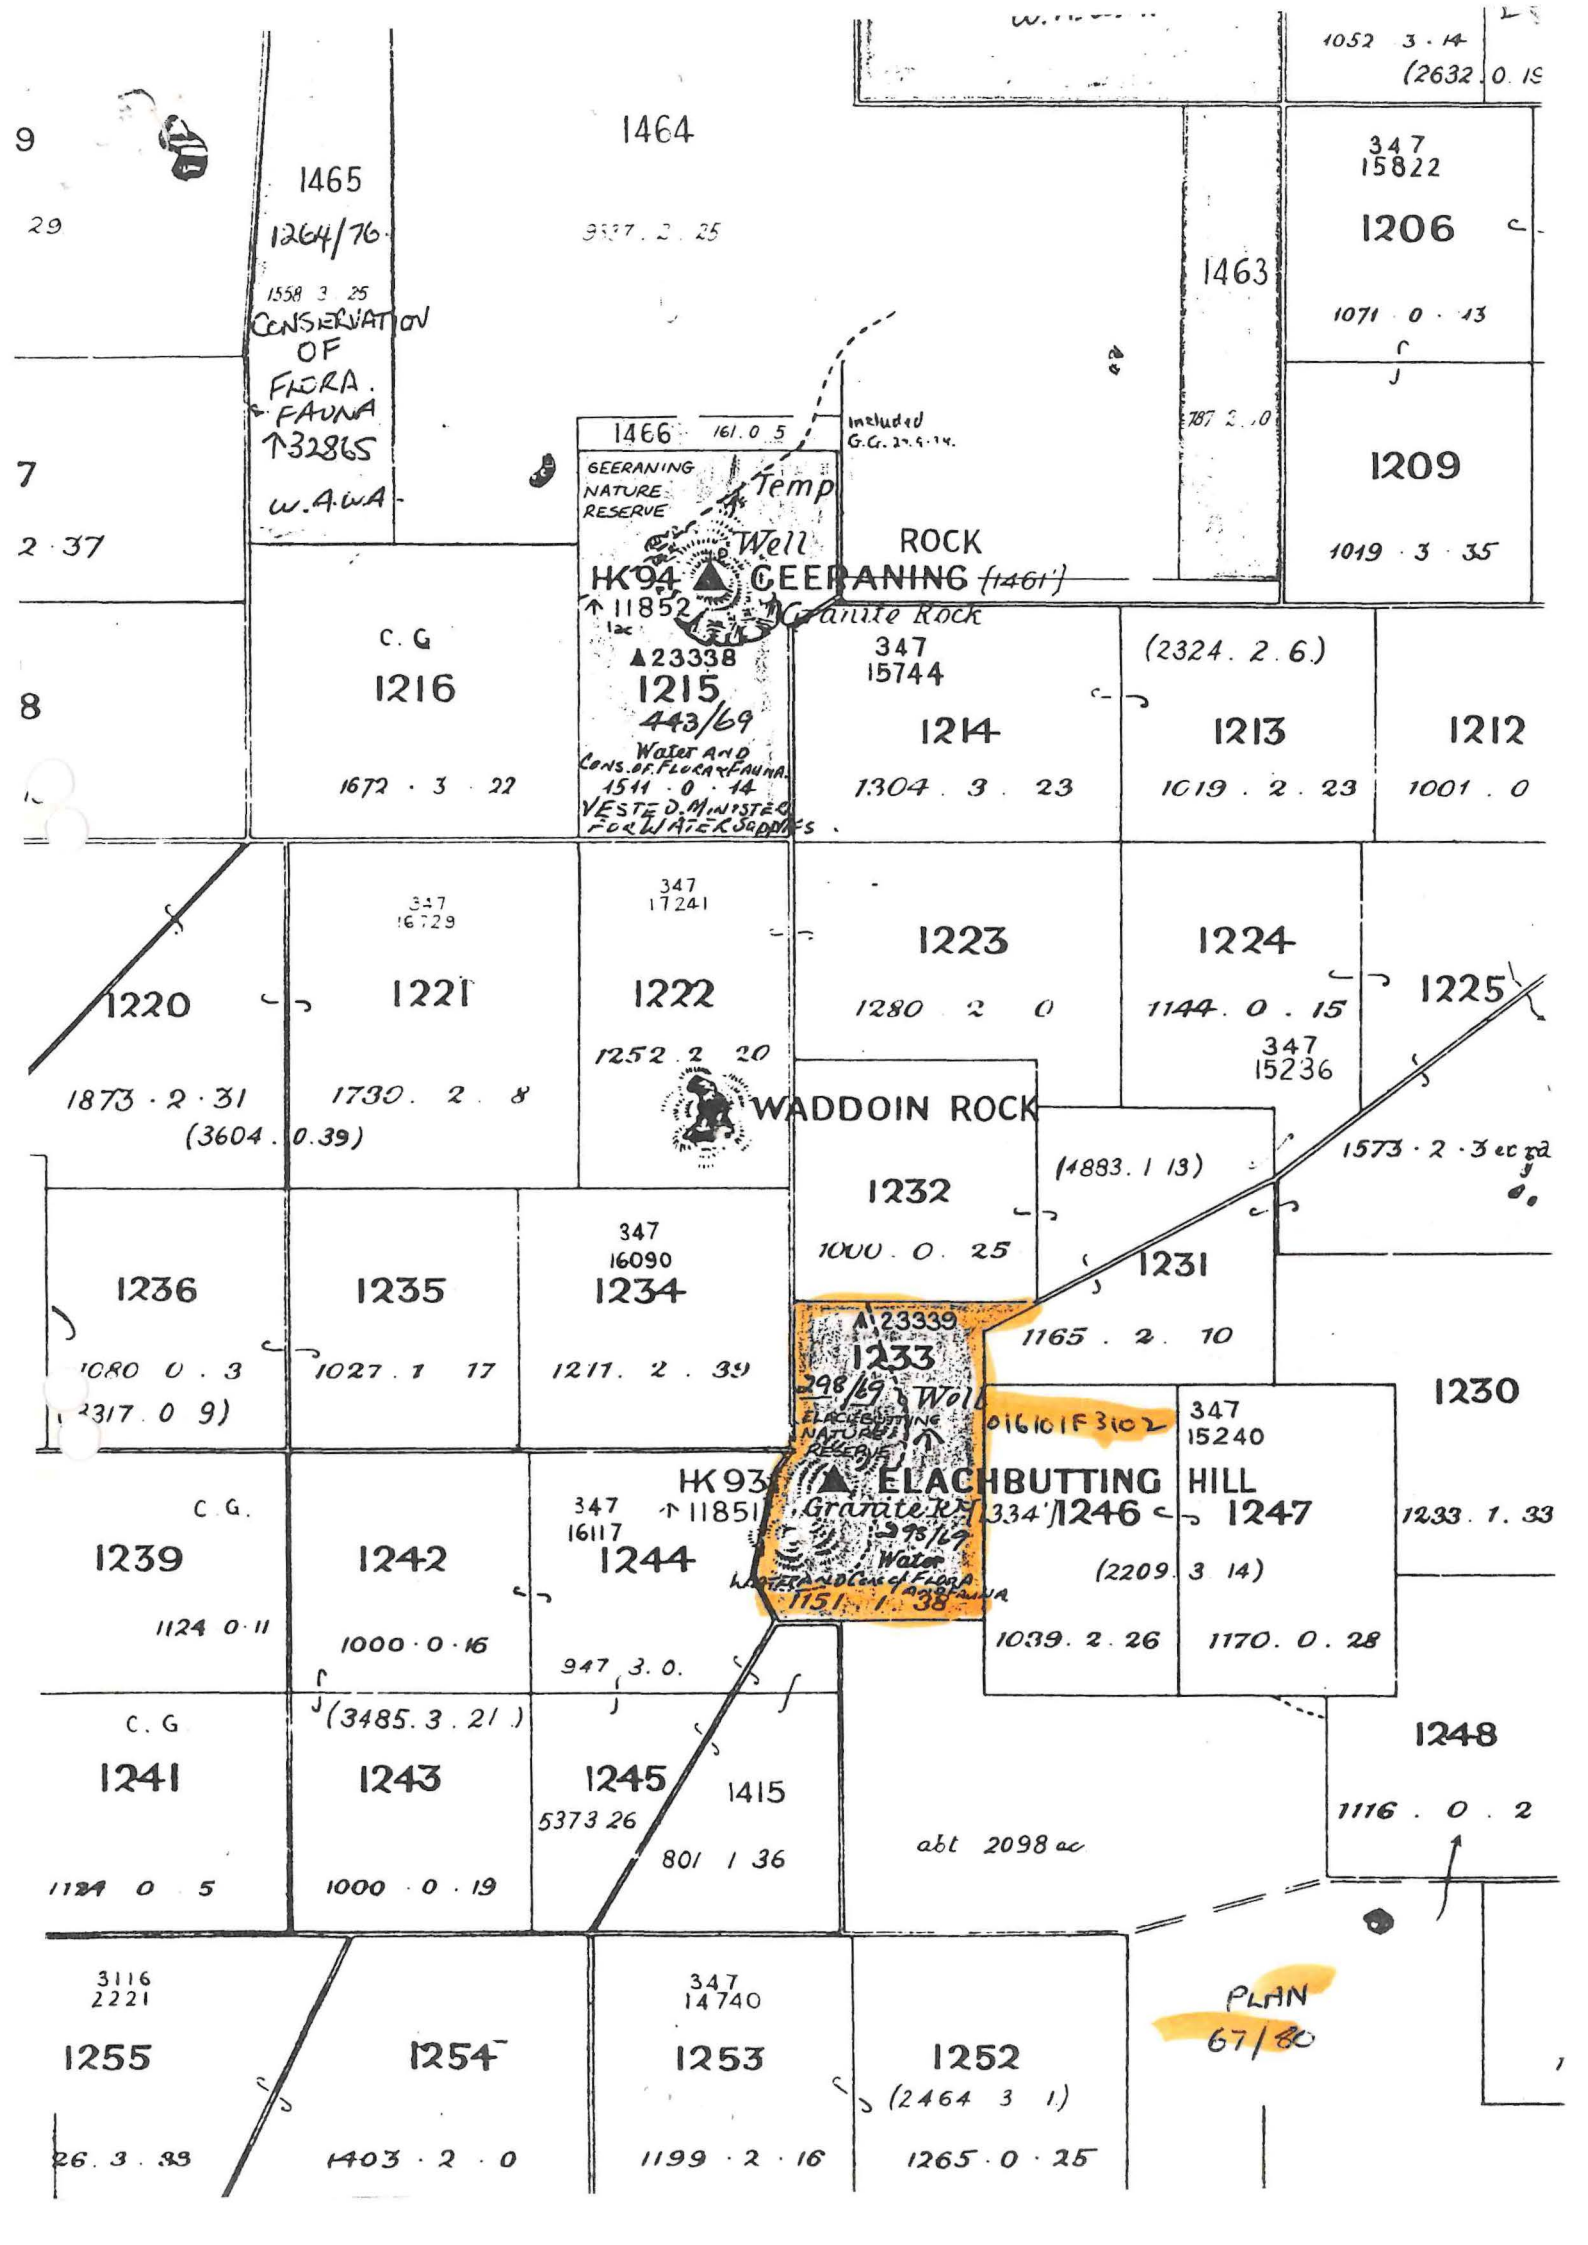 1052 3 · 14
(2632 0. 19
9
29
1465
1264/76
1558 3 25
CONSERVATION
OF
FLORA.
FAUNA
↑32865
W.A.W.A
1464
1463
787 2
347
15822
1206
1071 · 0 · 13
1209
1019 · 3 · 35
7
2 · 37
8
1466 161. 0 5
Included
GEERANING
NATURE
RESERVE
Temp
Well
ROCK
HK94 ▲ GEERANING (1461')
↑ 11852
Granite Rock
▲23338
1215
443/69
Water AND
CONS. OF. FLORA & FAUNA.
1511 · 0 · 14
VESTED. MINISTER
FOR WATER Supplies.
C. G
1216
1672 · 3 · 22
347
15744
1214
1304. 3. 23
(2324. 2. 6.)
1213
1019. 2. 23
1212
1001. 0
1220
1873 · 2 · 31
(3604. 0.39)
347
16729
1221
1730. 2. 8
347
17241
1222
1252. 2 20
WADDOIN ROCK
1223
1280 2 0
1224
1144. 0. 15
347
15236
1225
1573 · 2 · 3
1232
1000. 0. 25
(4883. 1 13)
1231
1165. 2. 10
1230
1233. 1. 33
1236
1080 0. 3
1235
1027. 1 17
347
16090
1234
1211. 2. 39
▲23339
1233
298/69
Well
ELACHBUTTING
NATURE
RESERVE
016101F3102
347
15240
HK93 ▲ ELACHBUTTING HILL
↑ 11851
(1334')
1246
1247
298/69
Water
WATER AND Cons of FLORA
AND FAUNA
1151. 1. 38
(2209. 3 14)
1039. 2. 26
1170. 0. 28
C. G.
1239
1124 0·11
1242
1000 · 0 · 16
347
16117
1244
947 3. 0.
C. G
1241
1124 0 5
(3485. 3. 21.)
1243
1000 · 0 · 19
1245
5373 26
1415
801 1 36
abt 2098 ac
1248
1116. 0. 2
3116
2221
1255
26. 3. 33
1254
1403 · 2 · 0
347
14740
1253
1199 · 2 · 16
1252
(2464 3 1.)
1265 · 0 · 25
PLAN
67/80